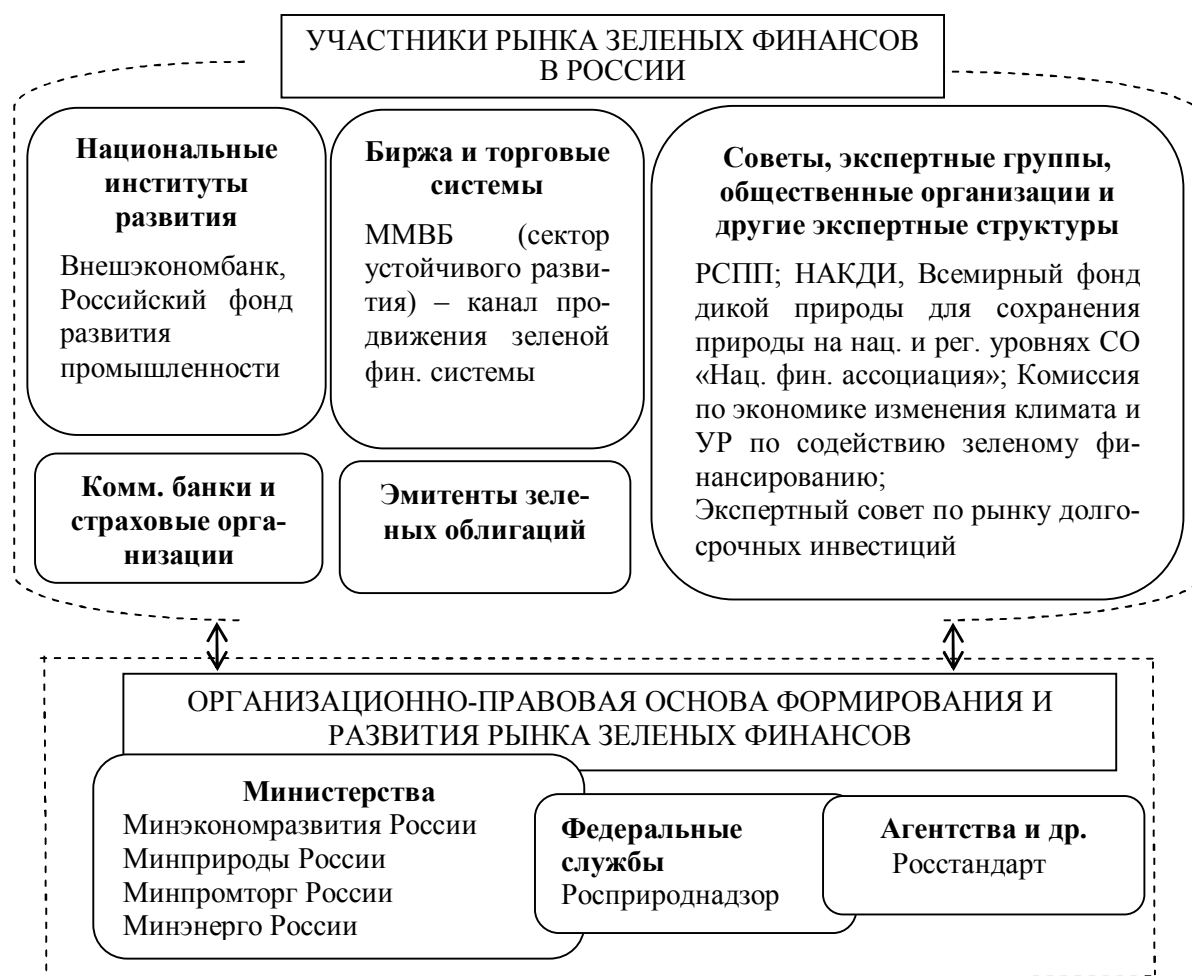 УЧАСТНИКИ РЫНКА ЗЕЛЕНЫХ ФИНАНСОВ
В РОССИИ
Национальные
институты
развития
Внешэкономбанк,
Российский фонд
развития
промышленности
Биржа и торговые
системы
ММВБ (сектор
устойчивого разви-
тия) – канал про-
движения зеленой
фин. системы
Советы, экспертные группы,
общественные организации и
другие экспертные структуры
РСПП; НАКДИ, Всемирный фонд
дикой природы для сохранения
природы на нац. и рег. уровнях СО
«Нац. фин. ассоциация»; Комиссия
по экономике изменения климата и
УР по содействию зеленому фи-
нансированию;
Экспертный совет по рынку долго-
срочных инвестиций
Комм. банки и
страховые орга-
низации
Эмитенты зеле-
ных облигаций
ОРГАНИЗАЦИОННО-ПРАВОВАЯ ОСНОВА ФОРМИРОВАНИЯ И
РАЗВИТИЯ РЫНКА ЗЕЛЕНЫХ ФИНАНСОВ
Министерства
Минэкономразвития России
Минприроды России
Минпромторг России
Минэнерго России
Федеральные
службы
Росприроднадзор
Агентства и др.
Росстандарт